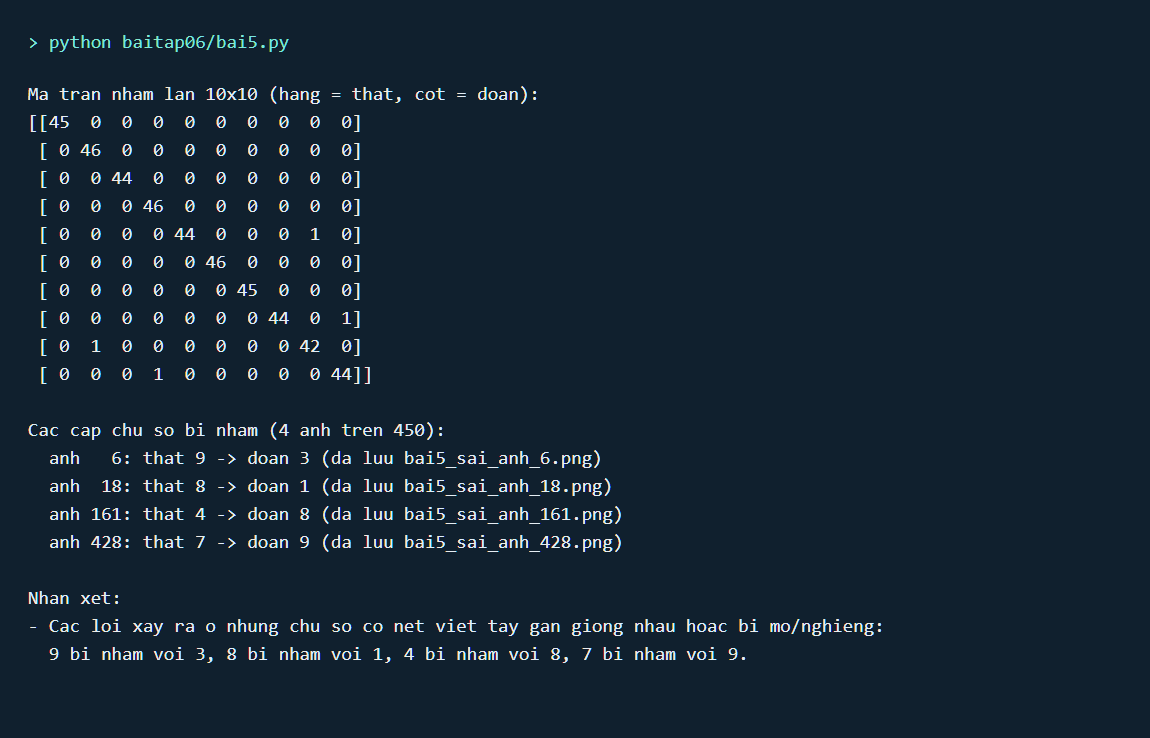 > python baitap06/bai5.py
Ma tran nham lan 10x10 (hang = that, cot = doan):
[[45  0  0  0  0  0  0  0  0  0]
 [ 0 46  0  0  0  0  0  0  0  0]
 [ 0  0 44  0  0  0  0  0  0  0]
 [ 0  0  0 46  0  0  0  0  0  0]
 [ 0  0  0  0 44  0  0  0  1  0]
 [ 0  0  0  0  0 46  0  0  0  0]
 [ 0  0  0  0  0  0 45  0  0  0]
 [ 0  0  0  0  0  0  0 44  0  1]
 [ 0  1  0  0  0  0  0  0 42  0]
 [ 0  0  0  1  0  0  0  0  0 44]]
Cac cap chu so bi nham (4 anh tren 450):
  anh   6: that 9 -> doan 3 (da luu bai5_sai_anh_6.png)
  anh  18: that 8 -> doan 1 (da luu bai5_sai_anh_18.png)
  anh 161: that 4 -> doan 8 (da luu bai5_sai_anh_161.png)
  anh 428: that 7 -> doan 9 (da luu bai5_sai_anh_428.png)
Nhan xet:
- Cac loi xay ra o nhung chu so co net viet tay gan giong nhau hoac bi mo/nghieng:
  9 bi nham voi 3, 8 bi nham voi 1, 4 bi nham voi 8, 7 bi nham voi 9.